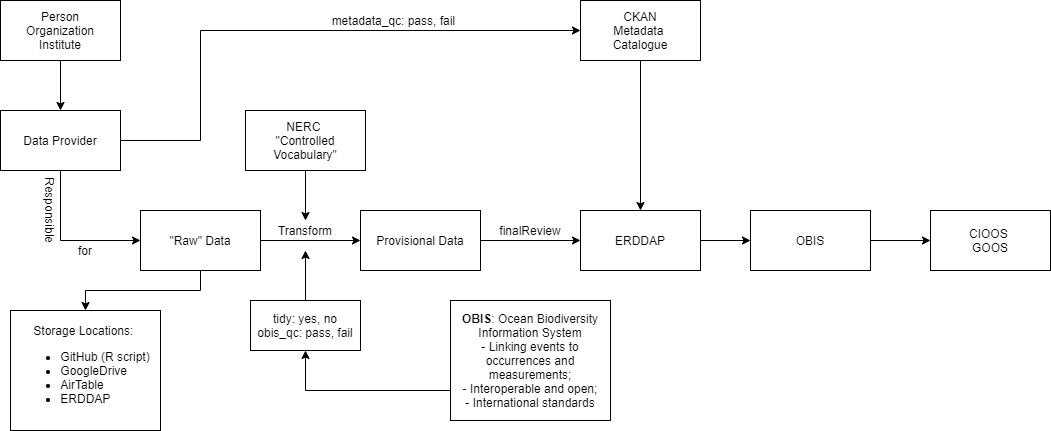 Person
Organization
Institute
metadata_qc: pass, fail
CKAN
Metadata
Catalogue
Data Provider
NERC
"Controlled
Vocabulary"
Responsible
for
"Raw" Data
Transform
Provisional Data
finalReview
ERDDAP
OBIS
CIOOS
GOOS
Storage Locations:
• GitHub (R script)
• GoogleDrive
• AirTable
• ERDDAP
tidy: yes, no
obis_qc: pass, fail
OBIS: Ocean Biodiversity
Information System
- Linking events to
occurrences and
measurements;
- Interoperable and open;
- International standards